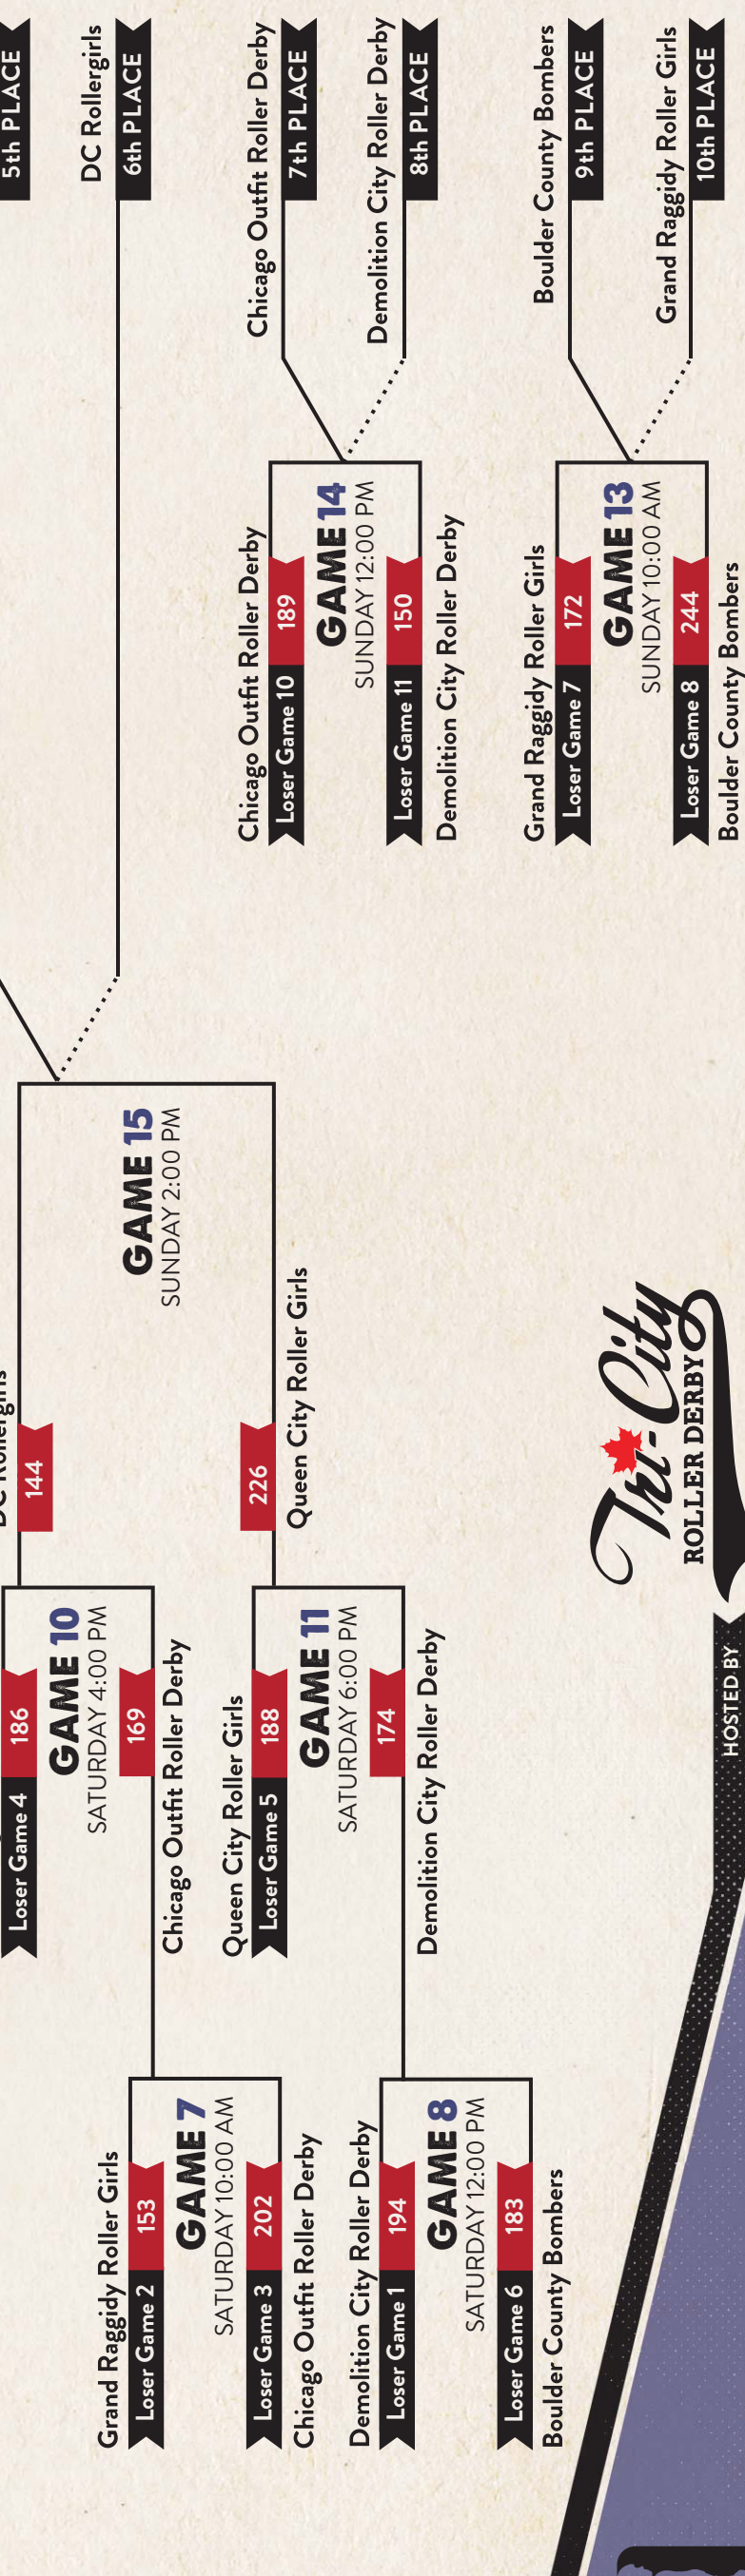 Grand Raggidy Roller Girls
Loser Game 2
153
GAME 7
SATURDAY 10:00 AM
Loser Game 3
202
Chicago Outfit Roller Derby
Demolition City Roller Derby
Loser Game 1
194
GAME 8
SATURDAY 12:00 PM
Loser Game 6
183
Boulder County Bombers
Loser Game 4
186
GAME 10
SATURDAY 4:00 PM
169
Chicago Outfit Roller Derby
Queen City Roller Girls
Loser Game 5
188
GAME 11
SATURDAY 6:00 PM
174
Demolition City Roller Derby
DC Rollergirls
144
GAME 15
SUNDAY 2:00 PM
226
Queen City Roller Girls
Chicago Outfit Roller Derby
Loser Game 10
189
GAME 14
SUNDAY 12:00 PM
Loser Game 11
150
Demolition City Roller Derby
Grand Raggidy Roller Girls
Loser Game 7
172
GAME 13
SUNDAY 10:00 AM
Loser Game 8
244
Boulder County Bombers
5th PLACE
DC Rollergirls
6th PLACE
Chicago Outfit Roller Derby
7th PLACE
Demolition City Roller Derby
8th PLACE
Boulder County Bombers
9th PLACE
Grand Raggidy Roller Girls
10th PLACE
HOSTED BY
Tri-City
ROLLER DERBY